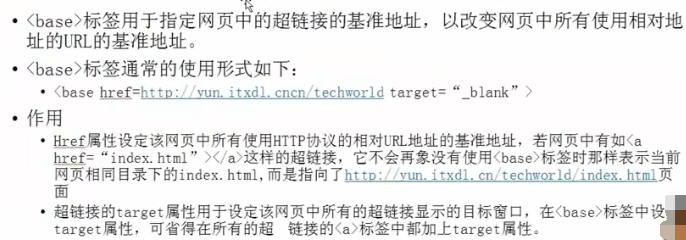 • <base>标签用于指定网页中的超链接的基准地址，以改变网页中所有使用相对地
址的URL的基准地址。
• <base>标签通常的使用形式如下：
• <base href=http://yun.itxdl.cncn/techworld target=“_blank”>
• 作用
• Href属性设定该网页中所有使用HTTP协议的相对URL地址的基准地址，若网页中有如<a
href=“index.html”></a>这样的超链接，它不会再象没有使用<base>标签时那样表示当前
网页相同目录下的index.html,而是指向了http://yun.itxdl.cn/techworld/index.html页
面
• 超链接的target属性用于设定该网页中所有的超链接显示的目标窗口，在<base>标签中设
target属性，可省得在所有的超 链接的<a>标签中都加上target属性。